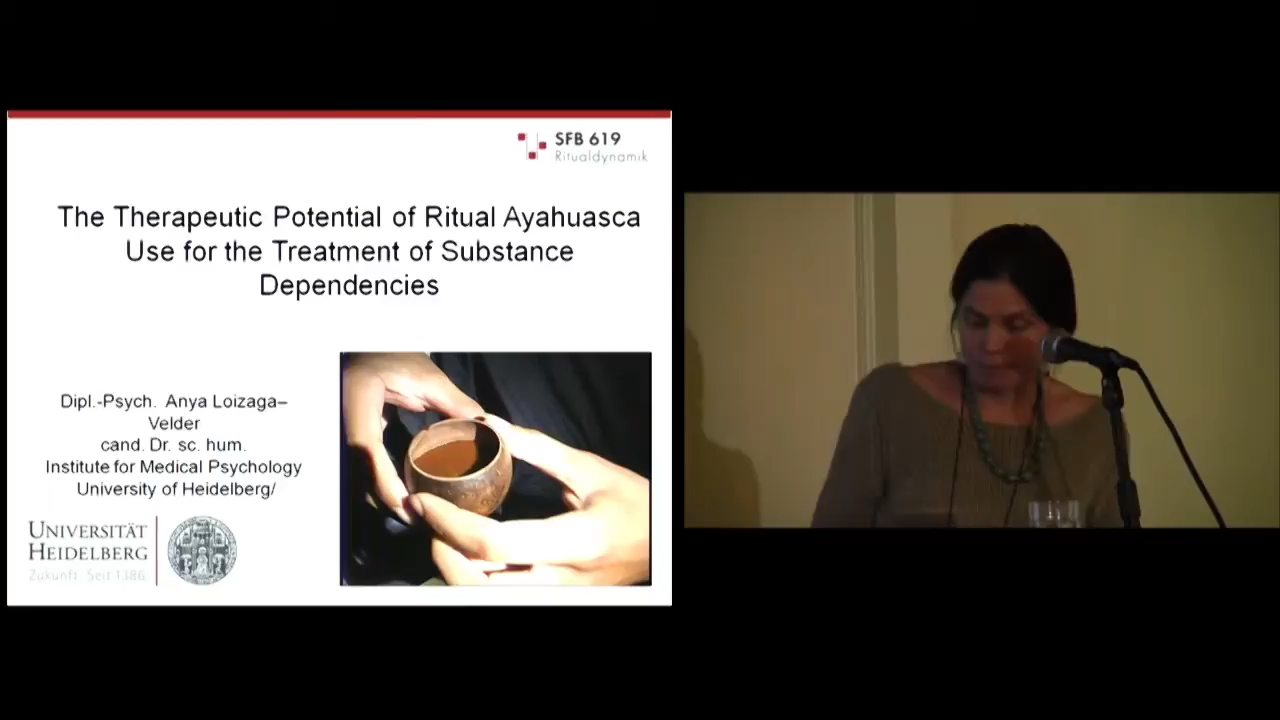 SFB 619
Ritualdynamik
The Therapeutic Potential of Ritual Ayahuasca
Use for the Treatment of Substance
Dependencies
Dipl.-Psych. Anya Loizaga–
Velder
cand. Dr. sc. hum.
Institute for Medical Psychology
University of Heidelberg/
UNIVERSITÄT
HEIDELBERG
Zukunft. Seit 1386.